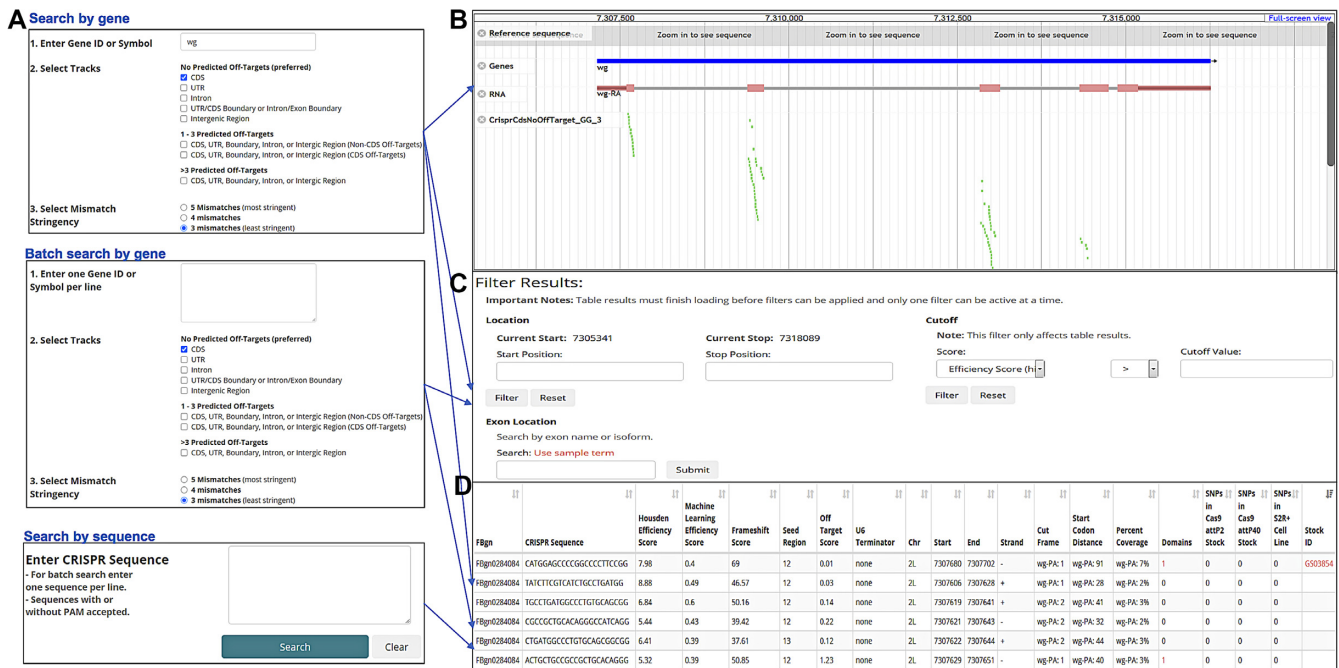 A Search by gene
1. Enter Gene ID or Symbol
wg
2. Select Tracks
No Predicted Off-Targets (preferred)
CDS
UTR
Intron
UTR/CDS Boundary or Intron/Exon Boundary
Intergenic Region
1 - 3 Predicted Off-Targets
CDS, UTR, Boundary, Intron, or Intergic Region (Non-CDS Off-Targets)
CDS, UTR, Boundary, Intron, or Intergic Region (CDS Off-Targets)
>3 Predicted Off-Targets
CDS, UTR, Boundary, Intron, or Intergic Region
3. Select Mismatch
Stringency
5 Mismatches (most stringent)
4 mismatches
3 mismatches (least stringent)
Batch search by gene
1. Enter one Gene ID or
Symbol per line
2. Select Tracks
No Predicted Off-Targets (preferred)
CDS
UTR
Intron
UTR/CDS Boundary or Intron/Exon Boundary
Intergenic Region
1 - 3 Predicted Off-Targets
CDS, UTR, Boundary, Intron, or Intergic Region (Non-CDS Off-Targets)
CDS, UTR, Boundary, Intron, or Intergic Region (CDS Off-Targets)
>3 Predicted Off-Targets
CDS, UTR, Boundary, Intron, or Intergic Region
3. Select Mismatch
Stringency
5 Mismatches (most stringent)
4 mismatches
3 mismatches (least stringent)
Search by sequence
Enter CRISPR Sequence
- For batch search enter
one sequence per line.
- Sequences with or
without PAM accepted.
Search Clear
B
7,307,500 7,310,000 7,312,500 7,315,000 Full-screen view
Reference sequence Zoom in to see sequence Zoom in to see sequence Zoom in to see sequence Zoom in to see sequence
Genes
wg
RNA
wg-RA
CrisprCdsNoOffTarget_GG_3
C Filter Results:
Important Notes: Table results must finish loading before filters can be applied and only one filter can be active at a time.
Location
Current Start: 7305341 Current Stop: 7318089
Start Position: Stop Position:
Filter Reset
Cutoff
Note: This filter only affects table results.
Score: Cutoff Value:
Efficiency Score (hi >
Filter Reset
Exon Location
Search by exon name or isoform.
Search: Use sample term
Submit
D
FBgn CRISPR Sequence Housden Efficiency Score Machine Learning Efficiency Score Frameshift Score Seed Region Off Target Score U6 Terminator Chr Start End Strand Cut Frame Start Codon Distance Percent Coverage Domains SNPs in Cas9 attP2 Stock SNPs in Cas9 attP40 Stock SNPs in S2R+ Cell Line Stock ID
FBgn0284084 CATGGAGCCCCGGCCCCTTCCGG 7.98 0.4 69 12 0.01 none 2L 7307680 7307702 - wg-PA: 1 wg-PA: 91 wg-PA: 7% 1 0 0 0 GS03854
FBgn0284084 TATCTTCGTCATCTGCCTGATGG 8.88 0.49 46.57 12 0.03 none 2L 7307606 7307628 + wg-PA: 1 wg-PA: 28 wg-PA: 2% 0 0 0
FBgn0284084 TGCCTGATGGCCCTGTGCAGCGG 6.84 0.6 50.16 12 0.14 none 2L 7307619 7307641 + wg-PA: 2 wg-PA: 41 wg-PA: 3% 0 0 0
FBgn0284084 CGCCGCTGCACAGGGCCATCAGG 5.44 0.43 39.42 12 0.22 none 2L 7307621 7307643 - wg-PA: 2 wg-PA: 32 wg-PA: 2% 0 0 0
FBgn0284084 CTGATGGCCCTGTGCAGCGGCGG 6.41 0.39 37.61 13 0.12 none 2L 7307622 7307644 + wg-PA: 2 wg-PA: 44 wg-PA: 3% 0 0 0
FBgn0284084 ACTGCTGCCGCCGCTGCACAGGG 5.32 0.39 50.85 12 1.23 none 2L 7307629 7307651 - wg-PA: 1 wg-PA: 40 wg-PA: 3% 1 0 0 0